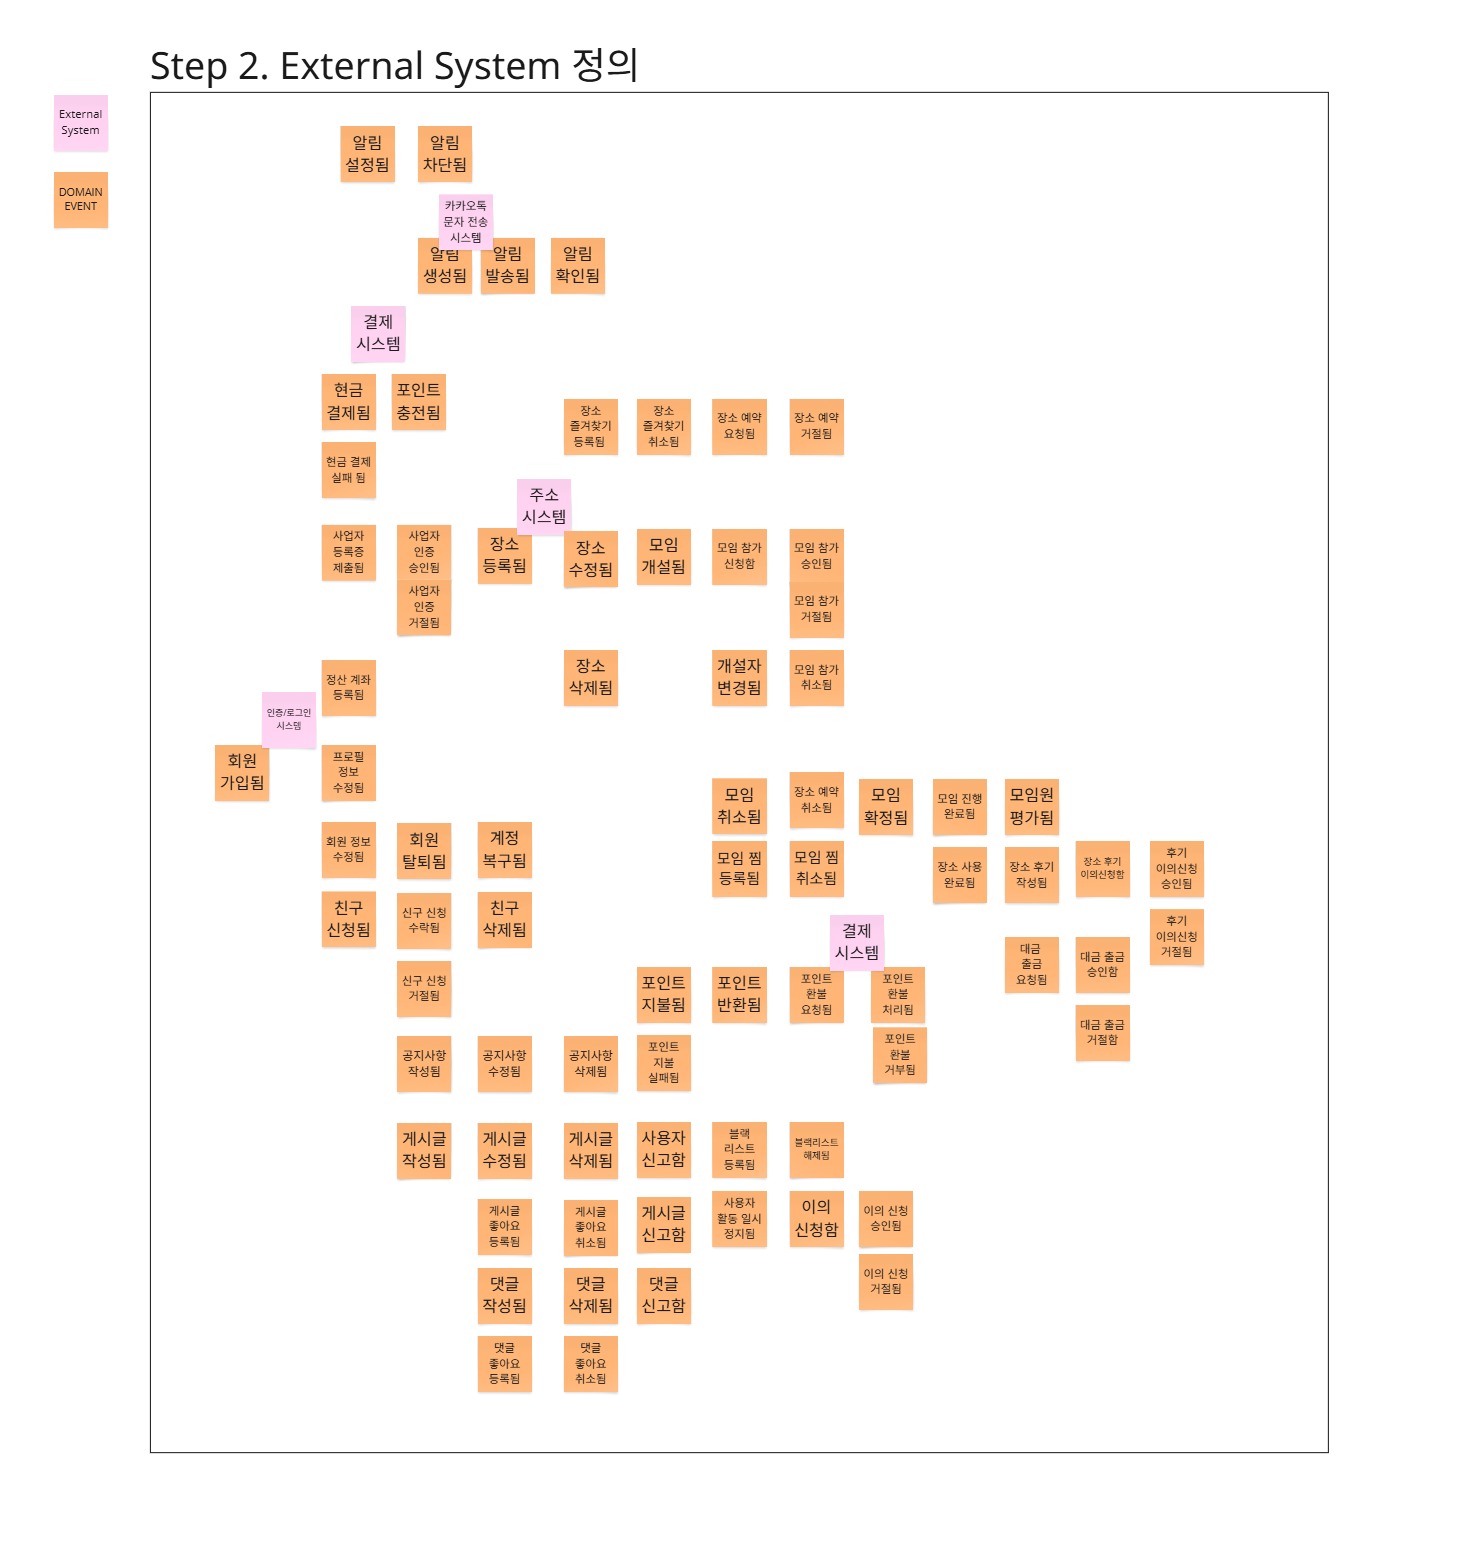 Step 2. External System 정의
External
System
DOMAIN
EVENT
알림
설정됨
알림
차단됨
카카오톡
문자 전송
시스템
알림
생성됨
알림
발송됨
알림
확인됨
결제
시스템
현금
결제됨
포인트
충전됨
현금 결제
실패 됨
장소
즐겨찾기
등록됨
장소
즐겨찾기
취소됨
장소 예약
요청됨
장소 예약
거절됨
주소
시스템
사업자
등록증
제출됨
사업자
인증
승인됨
사업자
인증
거절됨
장소
등록됨
장소
수정됨
모임
개설됨
모임 참가
신청함
모임 참가
승인됨
모임 참가
거절됨
정산 계좌
등록됨
장소
삭제됨
개설자
변경됨
모임 참가
취소됨
인증/로그인
시스템
회원
가입됨
프로필
정보
수정됨
모임
취소됨
장소 예약
취소됨
모임
확정됨
모임 진행
완료됨
모임원
평가됨
회원 정보
수정됨
회원
탈퇴됨
계정
복구됨
모임 찜
등록됨
모임 찜
취소됨
장소 사용
완료됨
장소 후기
작성됨
장소 후기
이의신청함
후기
이의신청
승인됨
친구
신청됨
신구 신청
수락됨
친구
삭제됨
결제
시스템
대금
출금
요청됨
대금 출금
승인함
후기
이의신청
거절됨
신구 신청
거절됨
포인트
지불됨
포인트
반환됨
포인트
환불
요청됨
포인트
환불
처리됨
대금 출금
거절함
공지사항
작성됨
공지사항
수정됨
공지사항
삭제됨
포인트
지불
실패됨
포인트
환불
거부됨
게시글
작성됨
게시글
수정됨
게시글
삭제됨
사용자
신고함
블랙
리스트
등록됨
블랙리스트
해제됨
게시글
좋아요
등록됨
게시글
좋아요
취소됨
게시글
신고함
사용자
활동 일시
정지됨
이의
신청함
이의 신청
승인됨
이의 신청
거절됨
댓글
작성됨
댓글
삭제됨
댓글
신고함
댓글
좋아요
등록됨
댓글
좋아요
취소됨